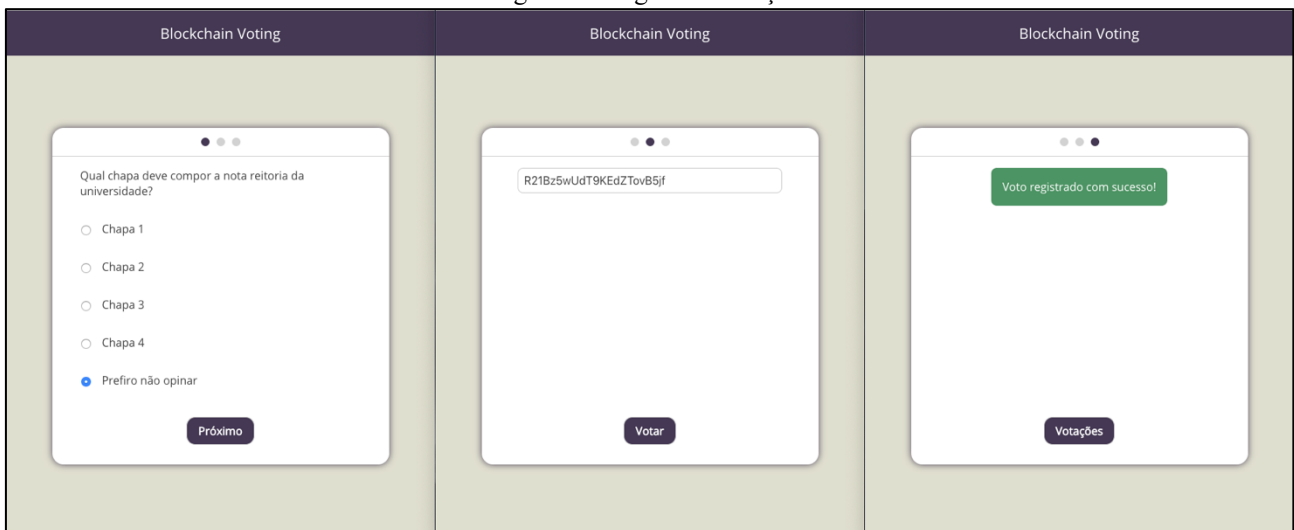 Blockchain Voting
Qual chapa deve compor a nota reitoria da
universidade?
Chapa 1
Chapa 2
Chapa 3
Chapa 4
Prefiro não opinar
Próximo
Blockchain Voting
R21Bz5wUdT9KEdZTovB5jf
Votar
Blockchain Voting
Voto registrado com sucesso!
Votações